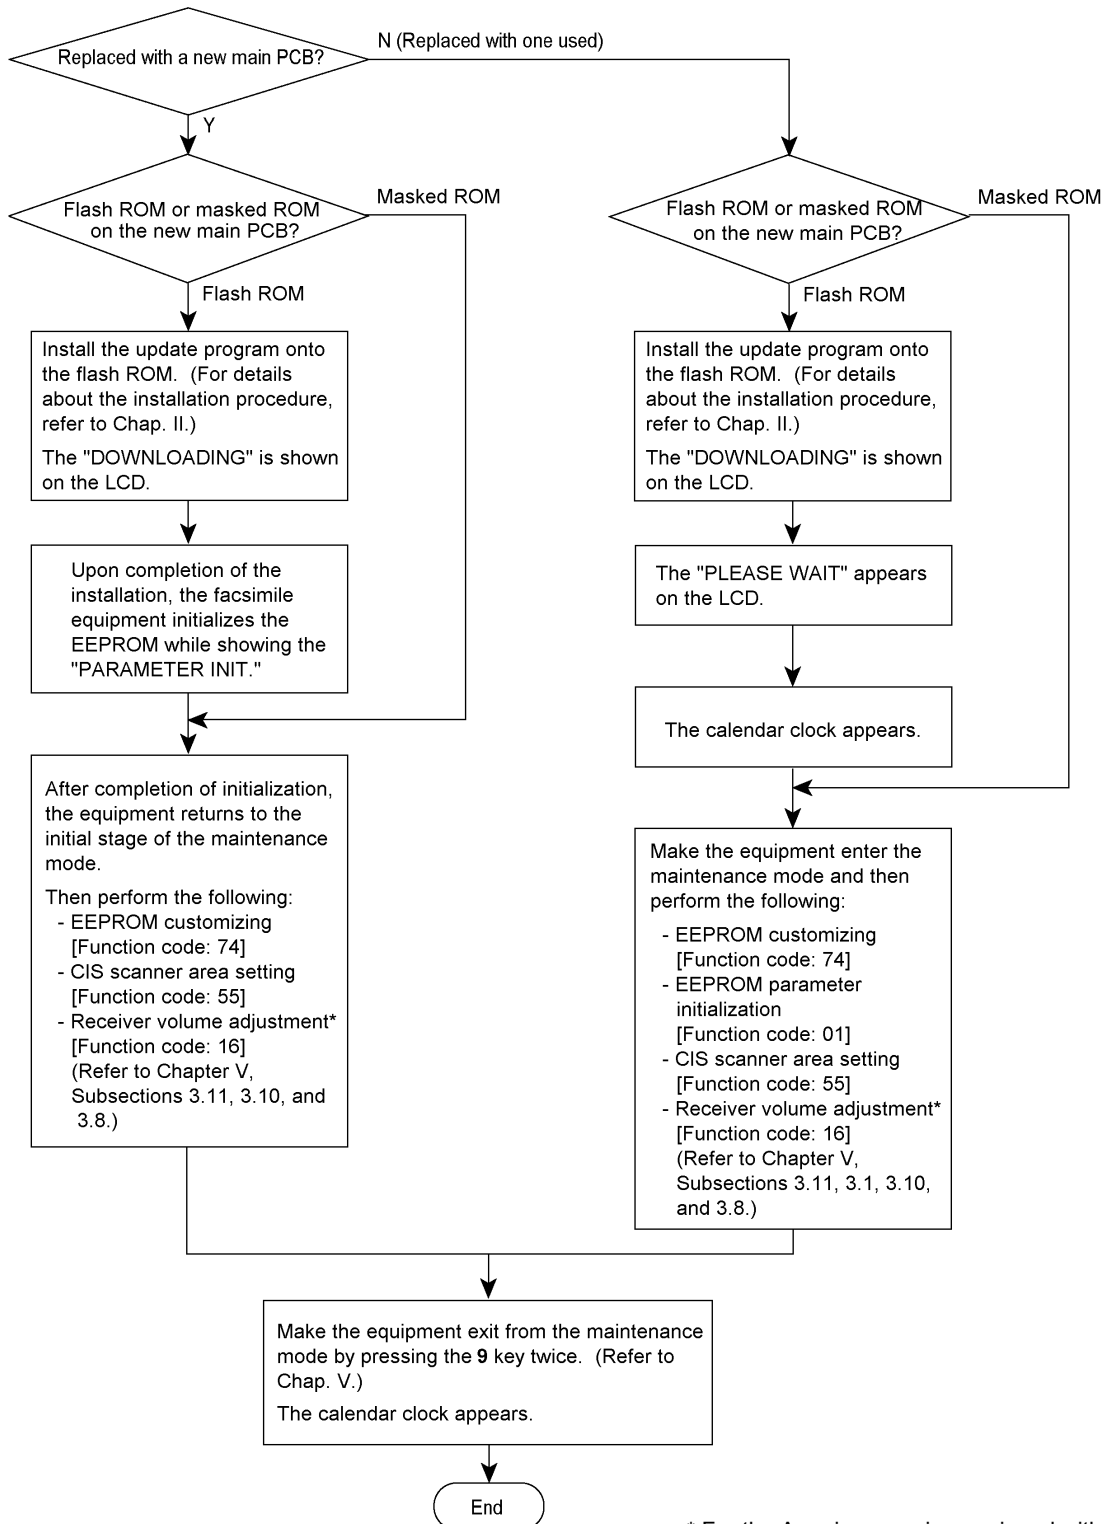 Replaced with a new main PCB?
N (Replaced with one used)
Y
Flash ROM or masked ROM
on the new main PCB?
Masked ROM
Flash ROM
Install the update program onto
the flash ROM. (For details
about the installation procedure,
refer to Chap. II.)
The "DOWNLOADING" is shown
on the LCD.
Upon completion of the
installation, the facsimile
equipment initializes the
EEPROM while showing the
"PARAMETER INIT."
After completion of initialization,
the equipment returns to the
initial stage of the maintenance
mode.
Then perform the following:
- EEPROM customizing
[Function code: 74]
- CIS scanner area setting
[Function code: 55]
- Receiver volume adjustment*
[Function code: 16]
(Refer to Chapter V,
Subsections 3.11, 3.10, and
3.8.)
Flash ROM or masked ROM
on the new main PCB?
Masked ROM
Flash ROM
Install the update program onto
the flash ROM. (For details
about the installation procedure,
refer to Chap. II.)
The "DOWNLOADING" is shown
on the LCD.
The "PLEASE WAIT" appears
on the LCD.
The calendar clock appears.
Make the equipment enter the
maintenance mode and then
perform the following:
- EEPROM customizing
[Function code: 74]
- EEPROM parameter
initialization
[Function code: 01]
- CIS scanner area setting
[Function code: 55]
- Receiver volume adjustment*
[Function code: 16]
(Refer to Chapter V,
Subsections 3.11, 3.1, 3.10,
and 3.8.)
Make the equipment exit from the maintenance
mode by pressing the 9 key twice. (Refer to
Chap. V.)
The calendar clock appears.
End